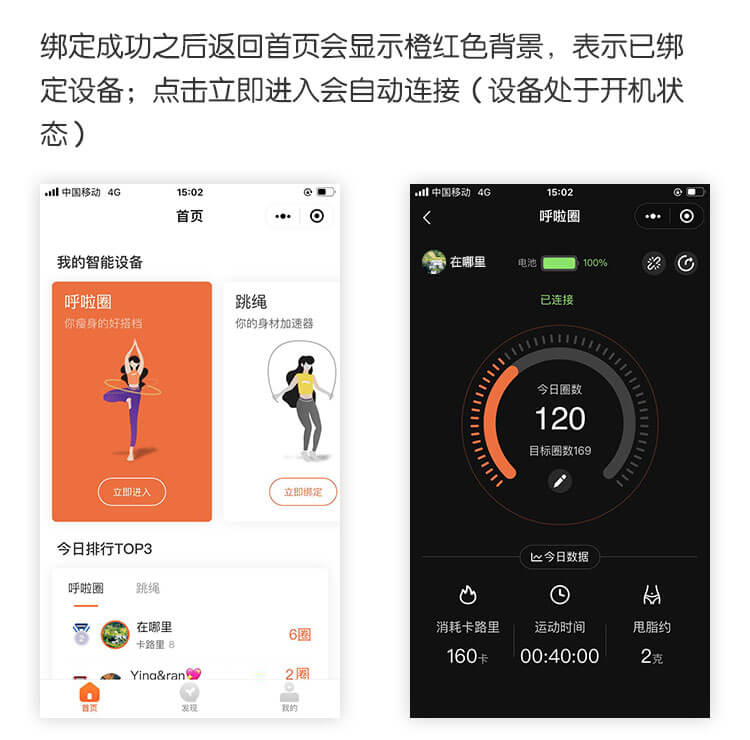 绑定成功之后返回首页会显示橙红色背景，表示已绑
定设备；点击立即进入会自动连接（设备处于开机状
态）
中国移动 4G 15:02
首页
我的智能设备
呼啦圈
你瘦身的好搭档
立即进入
跳绳
你的身材加速器
立即绑定
今日排行TOP3
呼啦圈 跳绳
2
在哪里
卡路里 8
6圈
Ying&ran💖
2圈
首页 发现 我的
中国移动 4G 15:02
呼啦圈
在哪里 电池 100%
已连接
今日圈数
120
目标圈数169
今日数据
消耗卡路里 运动时间 甩脂约
160卡 00:40:00 2克